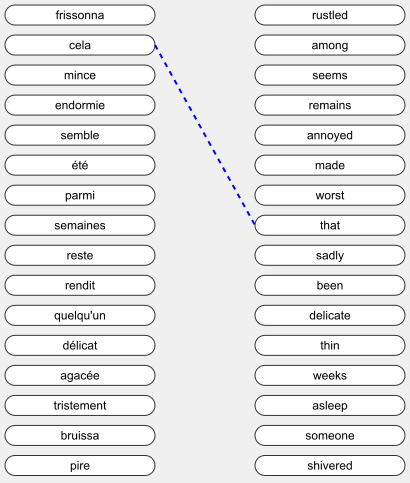 frissonna rustled
cela among
mince seems
endormie remains
semble annoyed
été made
parmi worst
semaines that
reste sadly
rendit been
quelqu'un delicate
délicat thin
agacée weeks
tristement asleep
bruissa someone
pire shivered